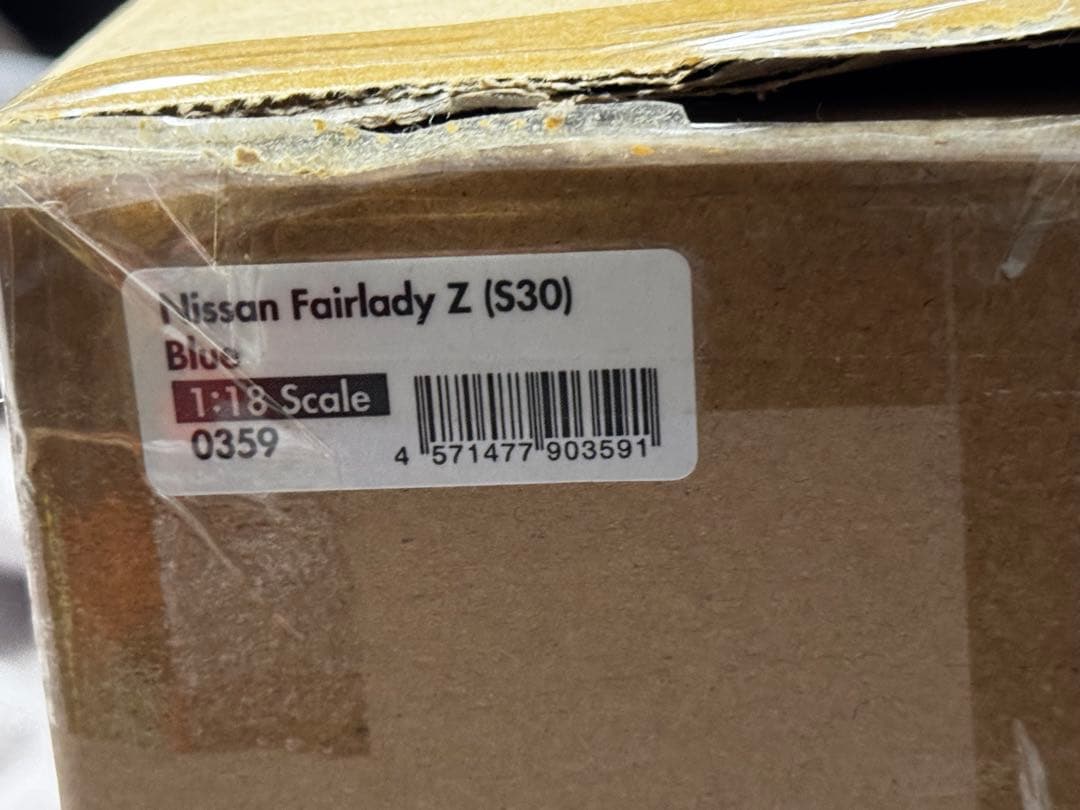 Nissan Fairlady Z (S30)
Blue
1:18 Scale
0359
4 571477 903591